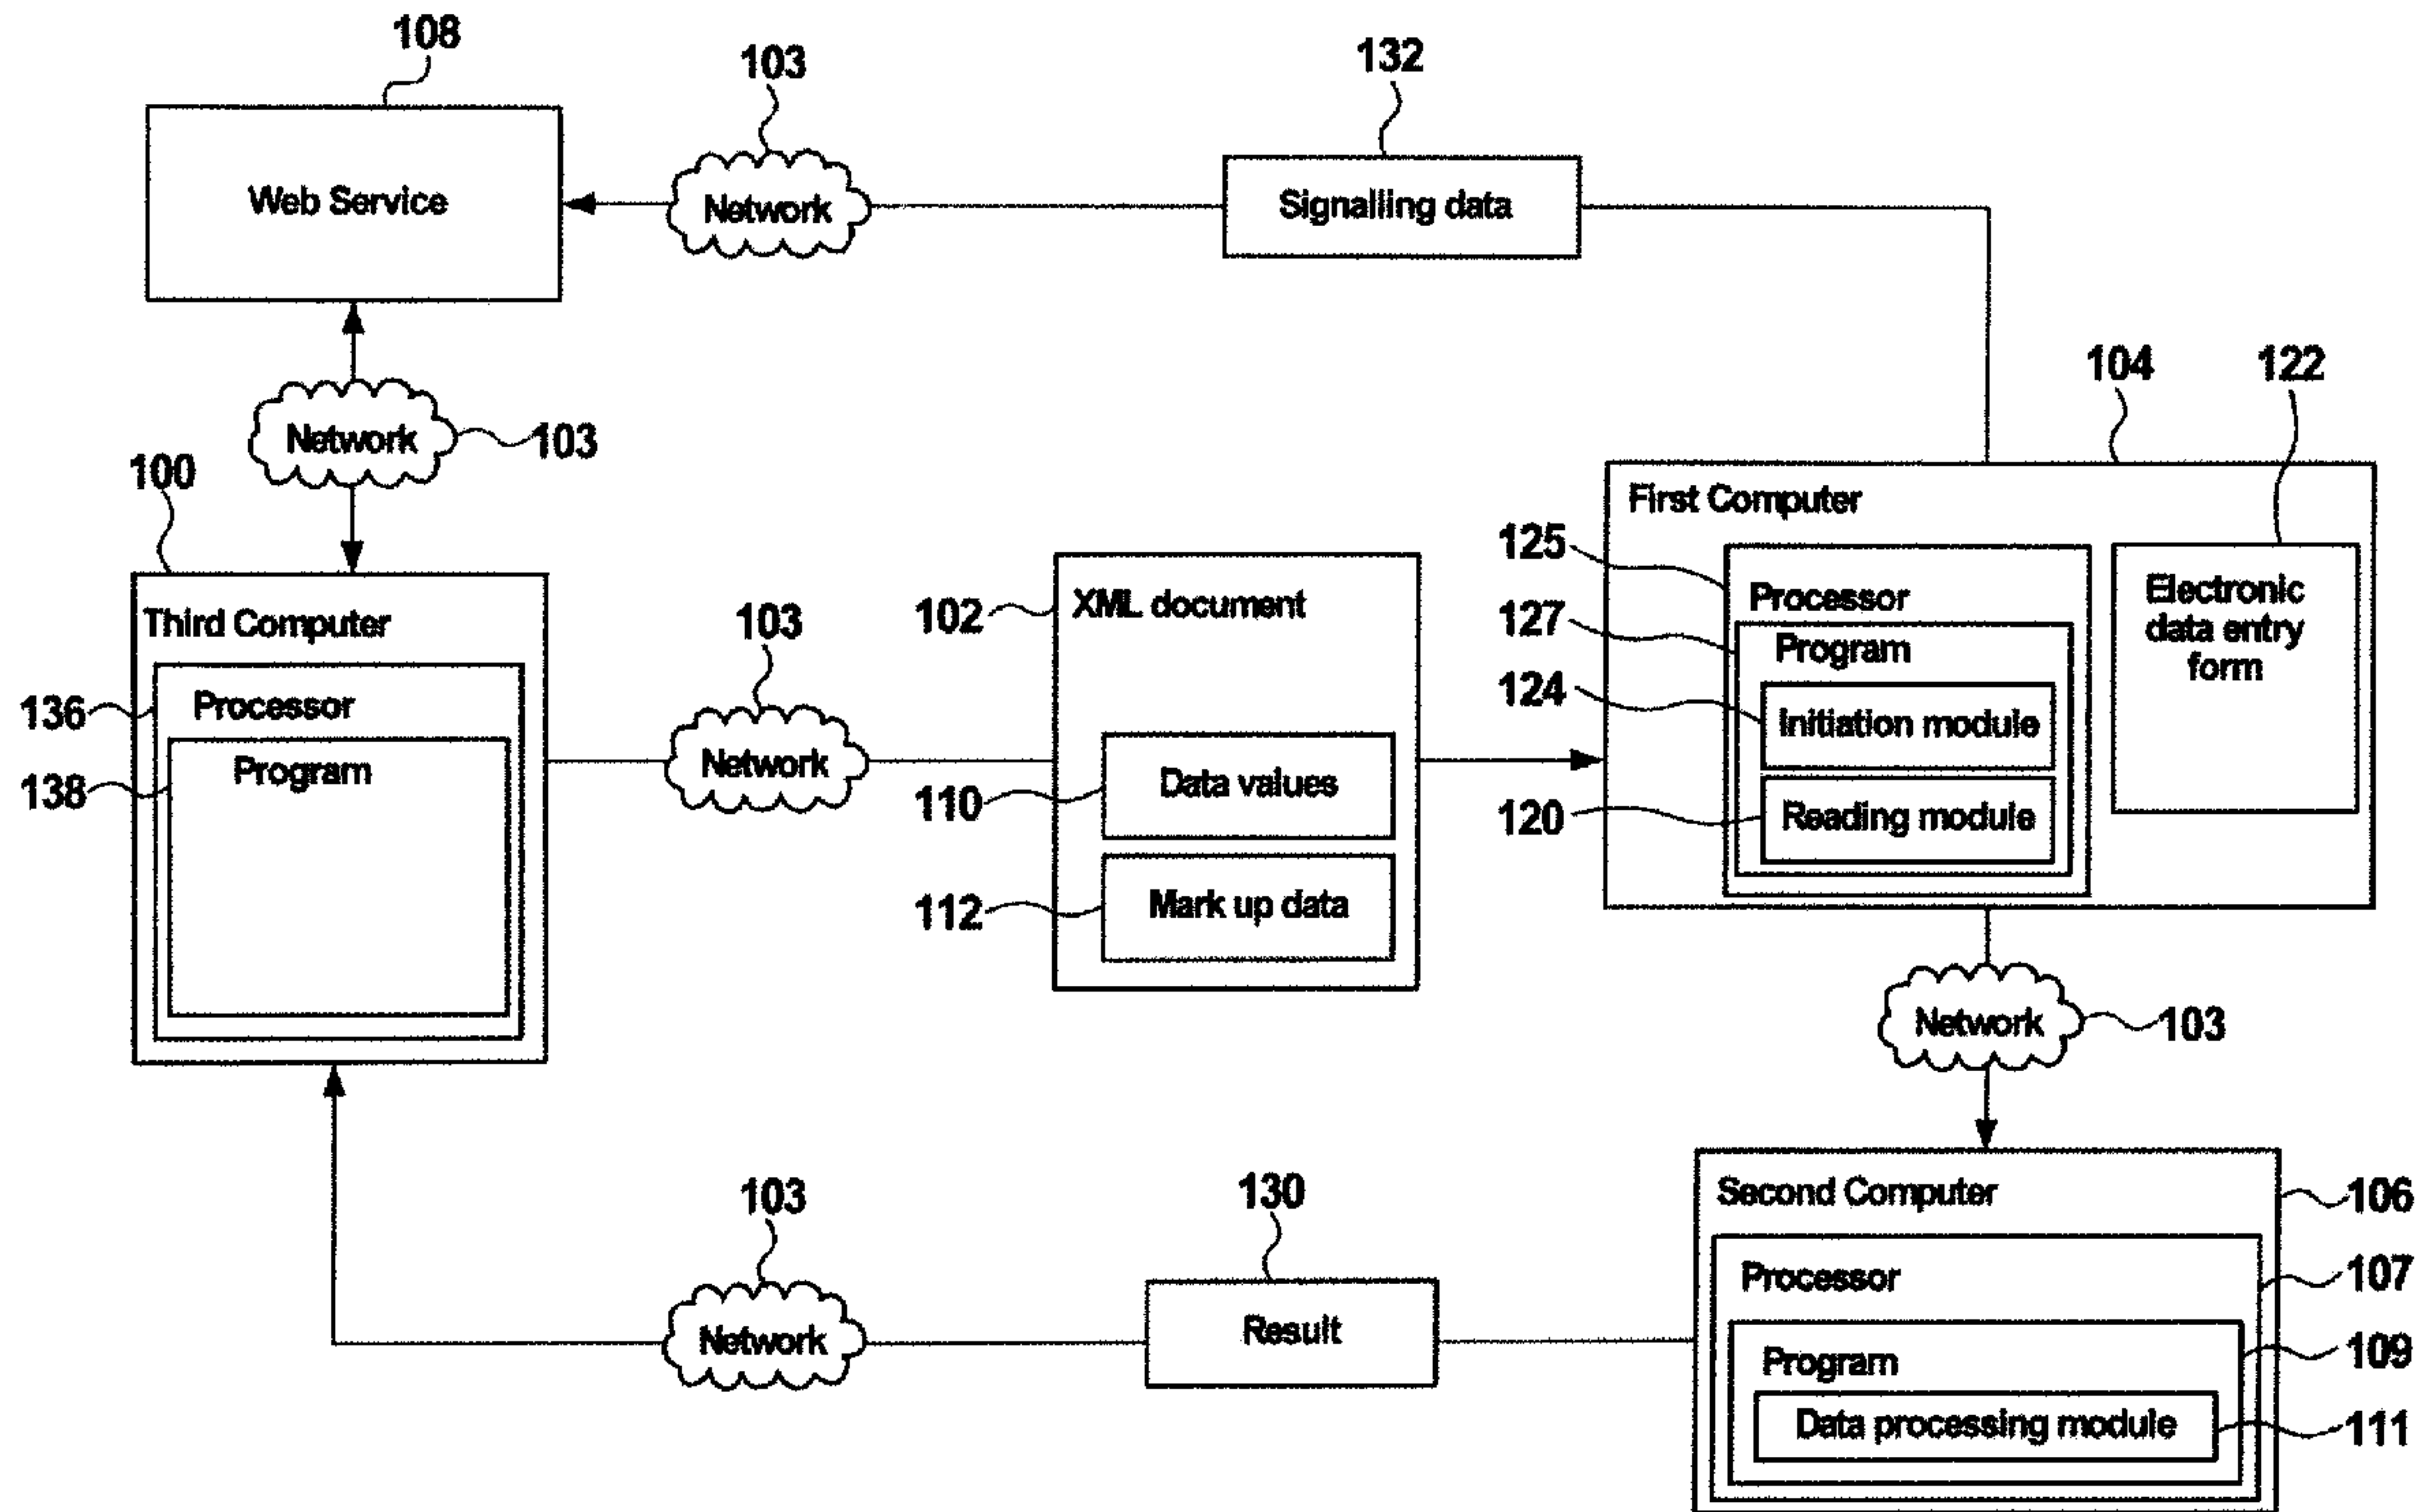 108
103
132
Web Service
Network
Signalling data
104
122
Network
103
100
First Computer
125
Processor
Electronic
data entry
form
127
Program
124
Initiation module
120
Reading module
Third Computer
136
Processor
138
Program
103
Network
102
XML document
110
Data values
112
Mark up data
Network
103
103
130
Second Computer
106
Network
Result
Processor
107
Program
109
Data processing module
111